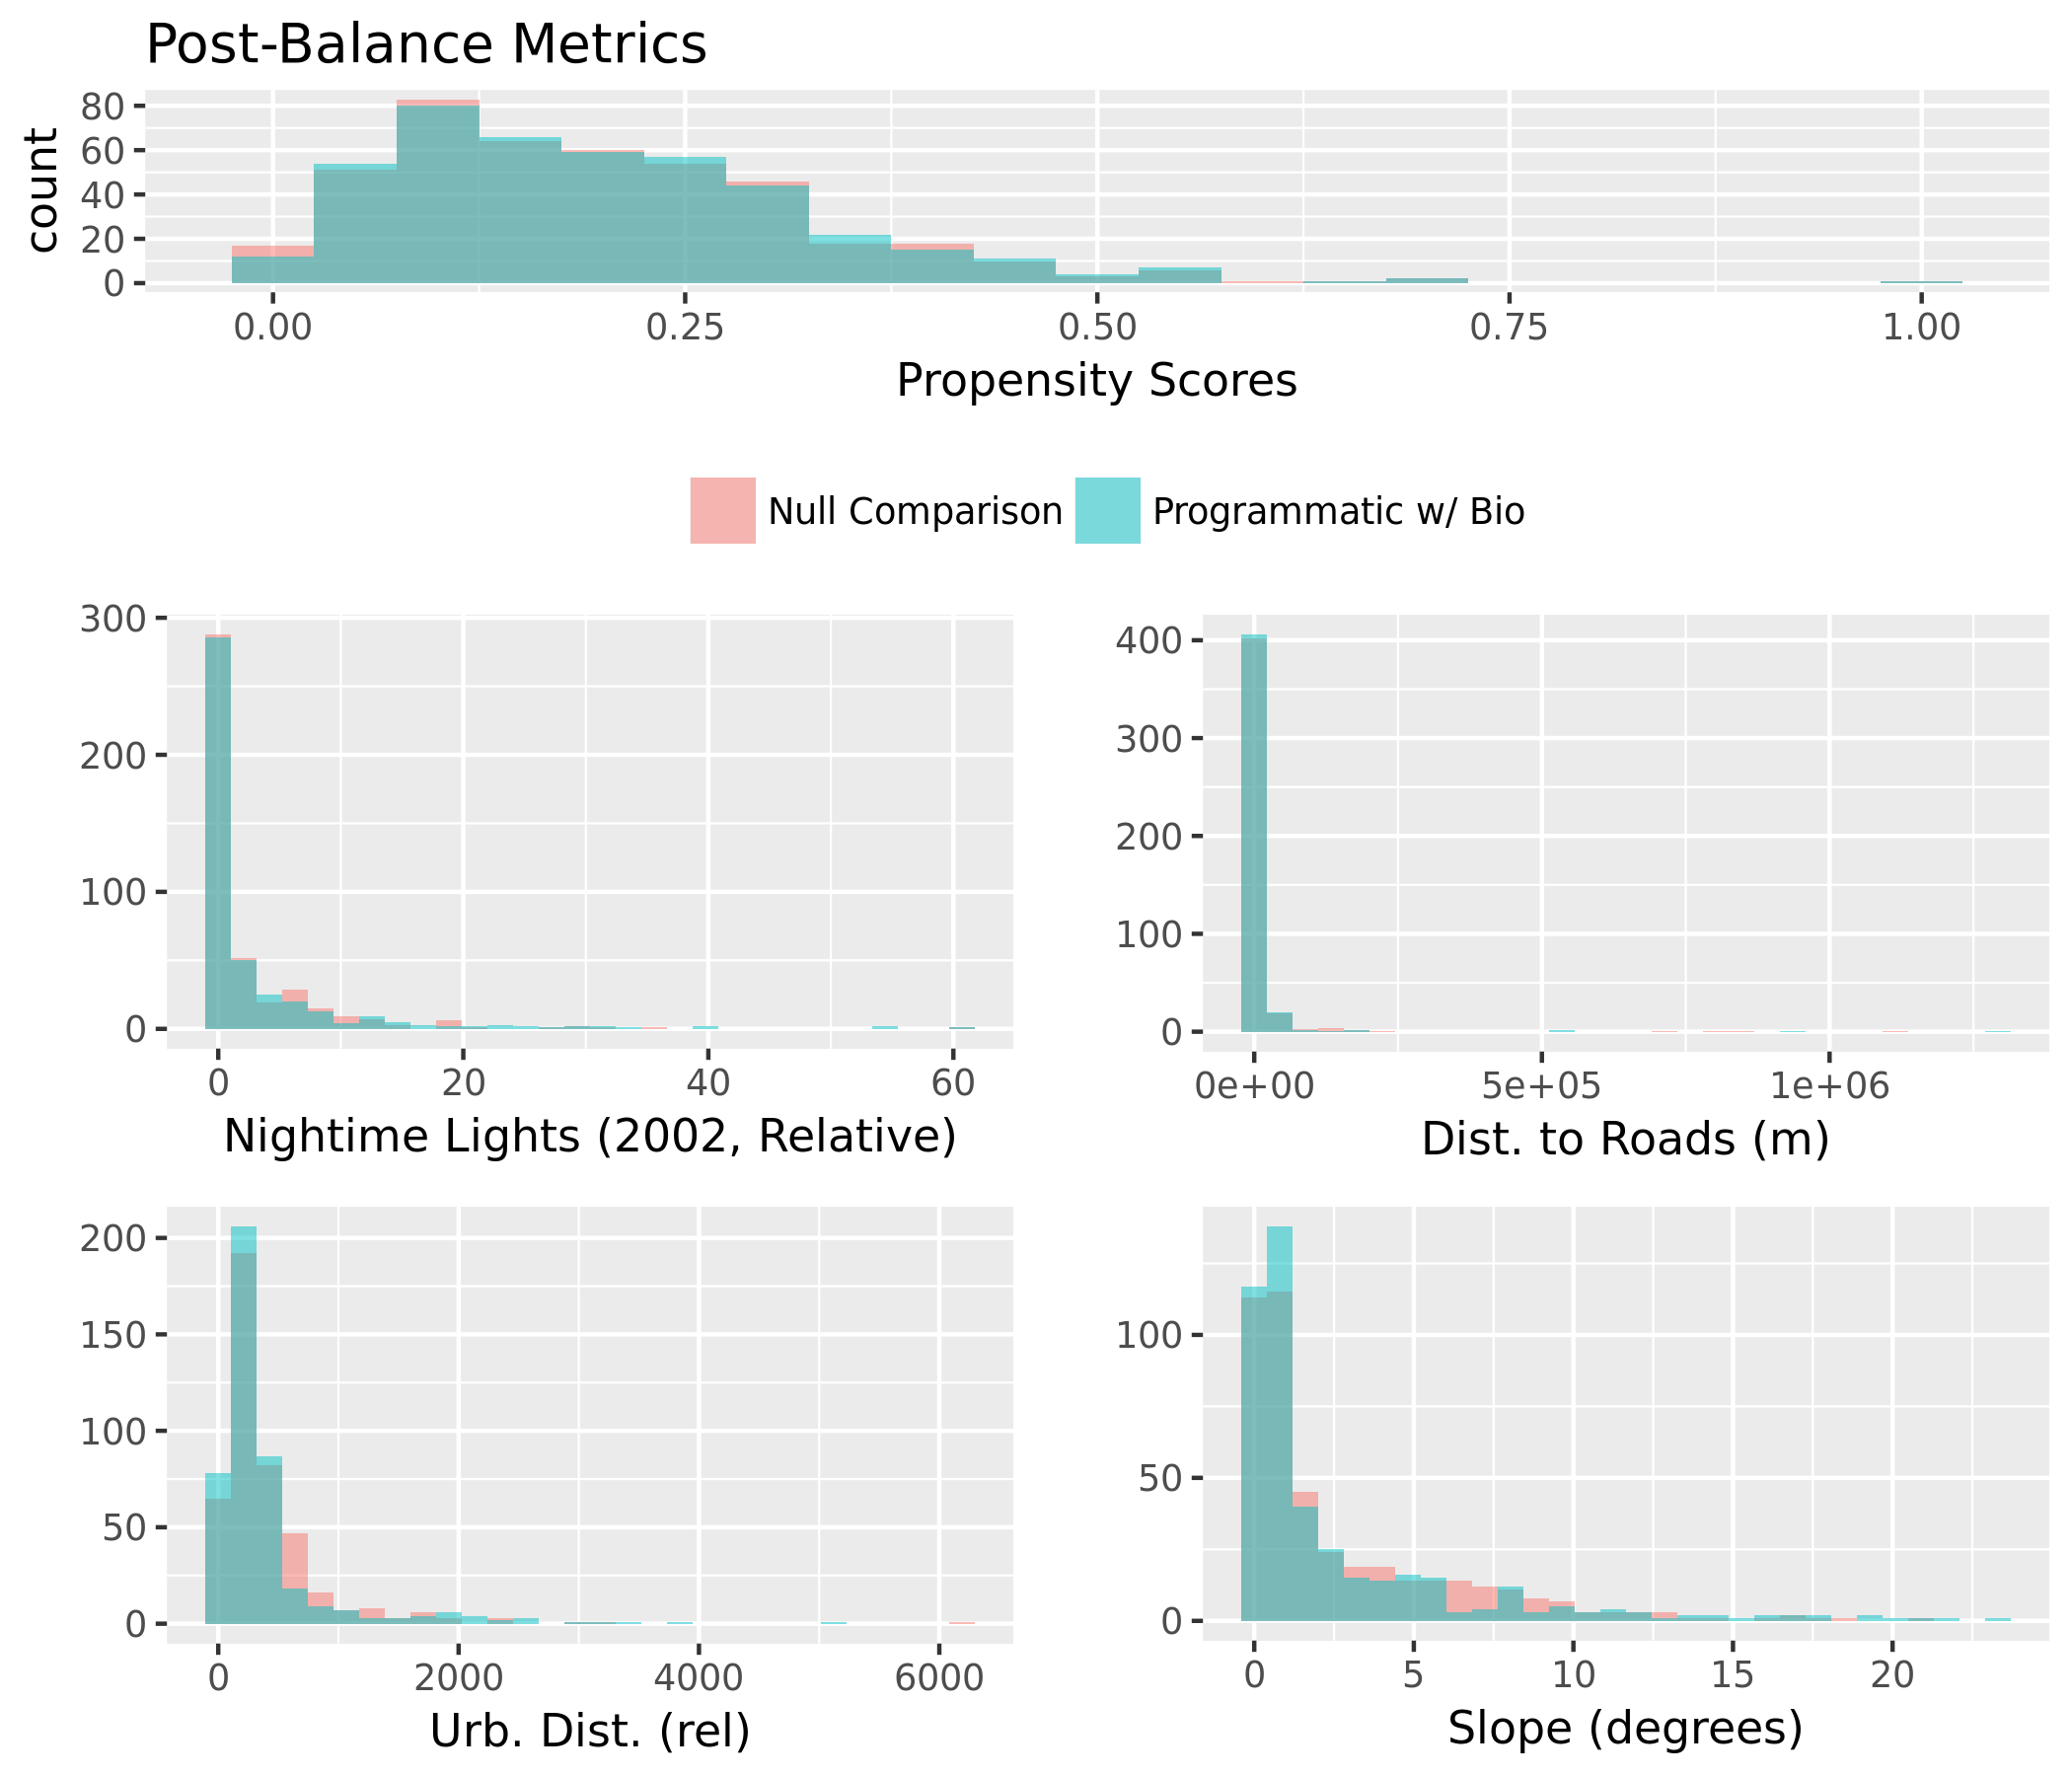 Post-Balance Metrics
count
80
60
40
20
0
0.00 0.25 0.50 0.75 1.00
Propensity Scores
Null Comparison Programmatic w/ Bio
300
200
100
0
0 20 40 60
Nightime Lights (2002, Relative)
400
300
200
100
0
0e+00 5e+05 1e+06
Dist. to Roads (m)
200
150
100
50
0
0 2000 4000 6000
Urb. Dist. (rel)
100
50
0
0 5 10 15 20
Slope (degrees)